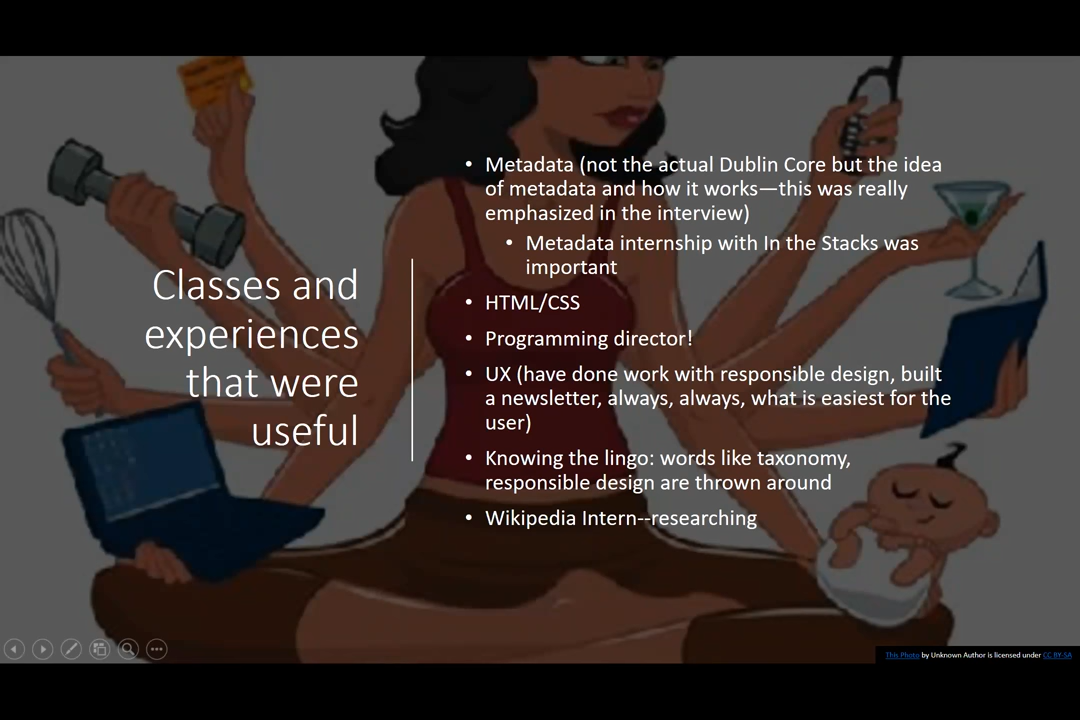 Classes and
experiences
that were
useful
• Metadata (not the actual Dublin Core but the idea
of metadata and how it works—this was really
emphasized in the interview)
• Metadata internship with In the Stacks was
important
• HTML/CSS
• Programming director!
• UX (have done work with responsible design, built
a newsletter, always, always, what is easiest for the
user)
• Knowing the lingo: words like taxonomy,
responsible design are thrown around
• Wikipedia Intern--researching
This Photo by Unknown Author is licensed under CC BY-SA